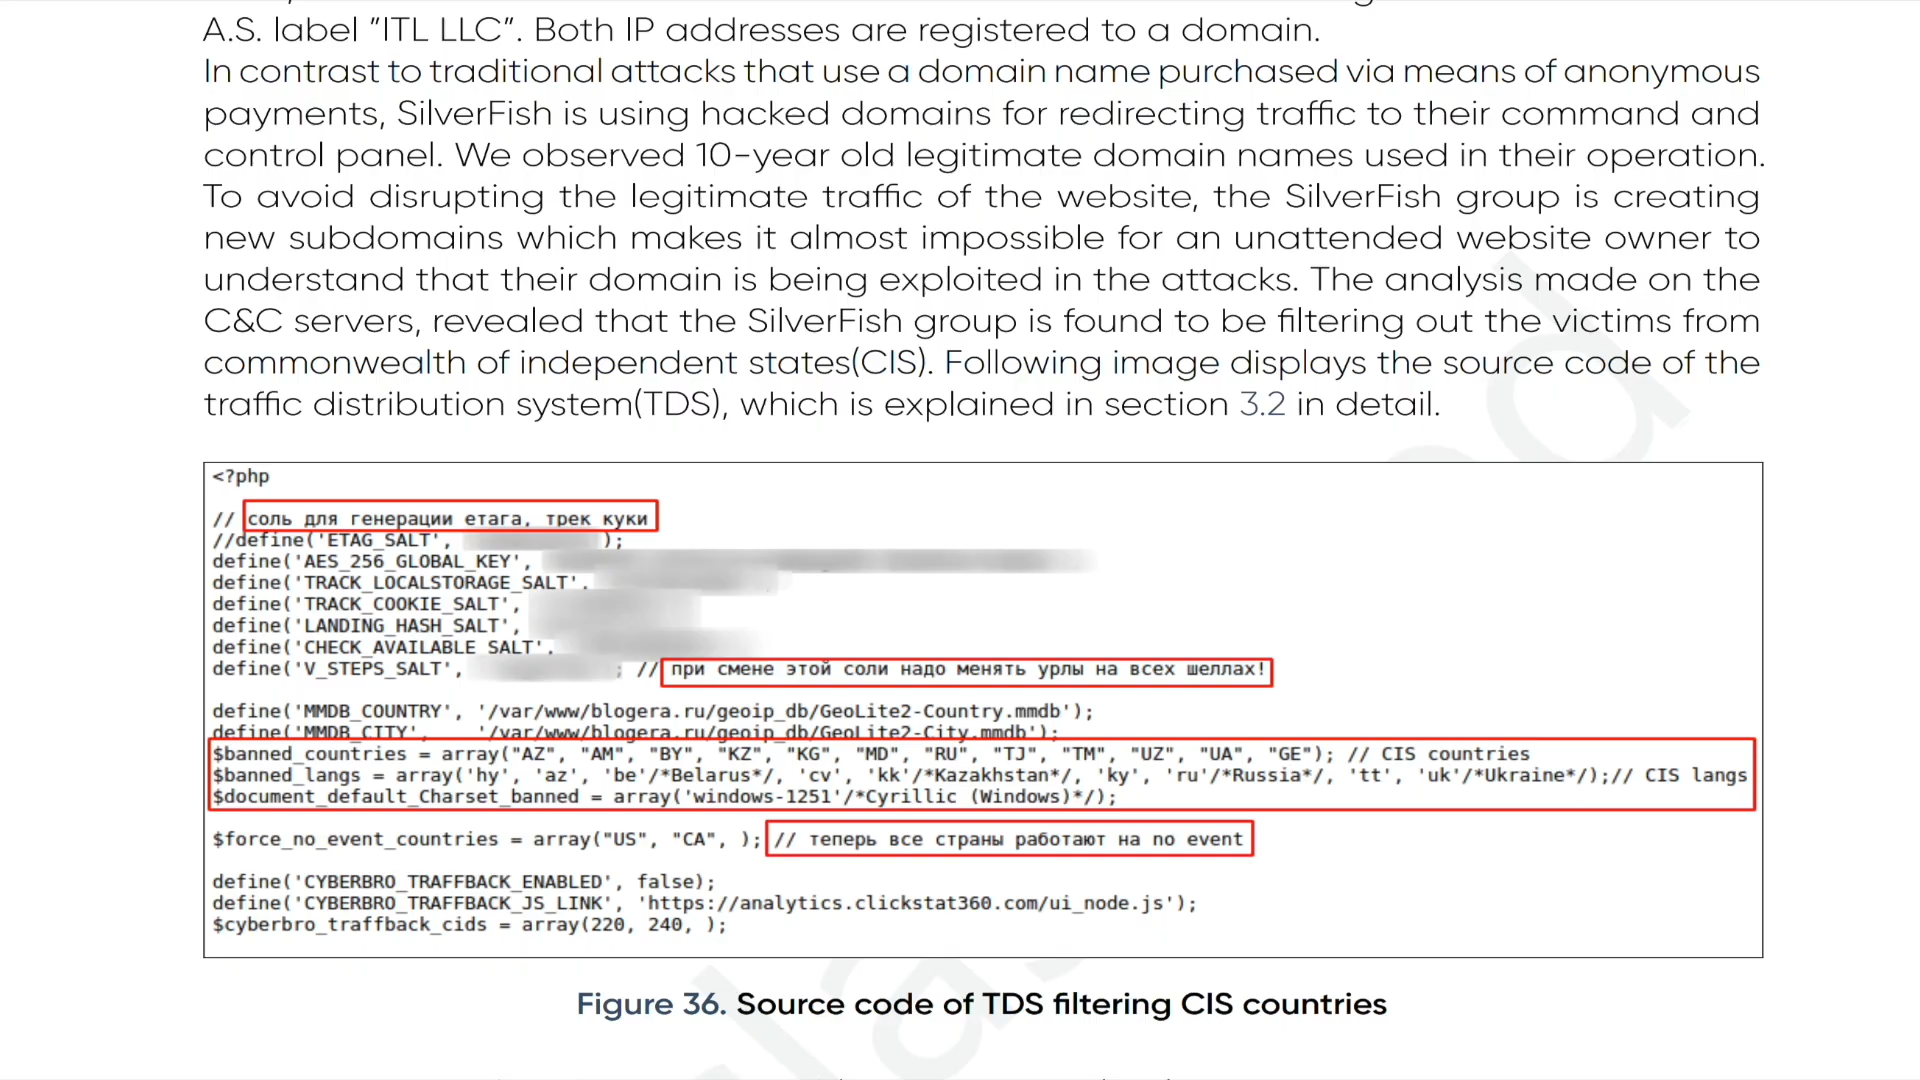 A.S. label ”ITL LLC”. Both IP addresses are registered to a domain.
In contrast to traditional attacks that use a domain name purchased via means of anonymous
payments, SilverFish is using hacked domains for redirecting traffic to their command and
control panel. We observed 10-year old legitimate domain names used in their operation.
To avoid disrupting the legitimate traffic of the website, the SilverFish group is creating
new subdomains which makes it almost impossible for an unattended website owner to
understand that their domain is being exploited in the attacks. The analysis made on the
C&C servers, revealed that the SilverFish group is found to be filtering out the victims from
commonwealth of independent states(CIS). Following image displays the source code of the
traffic distribution system(TDS), which is explained in section 3.2 in detail.
<?php
// соль для генерации етага, трек куки
//define('ETAG_SALT', );
define('AES_256_GLOBAL_KEY',
define('TRACK_LOCALSTORAGE_SALT',
define('TRACK_COOKIE_SALT',
define('LANDING_HASH_SALT',
define('CHECK_AVAILABLE_SALT',
define('V_STEPS_SALT', ; // при смене этой соли надо менять урлы на всех шеллах!
define('MMDB_COUNTRY', '/var/www/blogera.ru/geoip_db/GeoLite2-Country.mmdb');
define('MMDB_CITY', '/var/www/blogera.ru/geoip_db/GeoLite2-City.mmdb');
$banned_countries = array("AZ", "AM", "BY", "KZ", "KG", "MD", "RU", "TJ", "TM", "UZ", "UA", "GE"); // CIS countries
$banned_langs = array('hy', 'az', 'be'/*Belarus*/, 'cv', 'kk'/*Kazakhstan*/, 'ky', 'ru'/*Russia*/, 'tt', 'uk'/*Ukraine*/);// CIS langs
$document_default_Charset_banned = array('windows-1251'/*Cyrillic (Windows)*/);
$force_no_event_countries = array("US", "CA", ); // теперь все страны работают на no event
define('CYBERBRO_TRAFFBACK_ENABLED', false);
define('CYBERBRO_TRAFFBACK_JS_LINK', 'https://analytics.clickstat360.com/ui_node.js');
$cyberbro_traffback_cids = array(220, 240, );
Figure 36. Source code of TDS filtering CIS countries